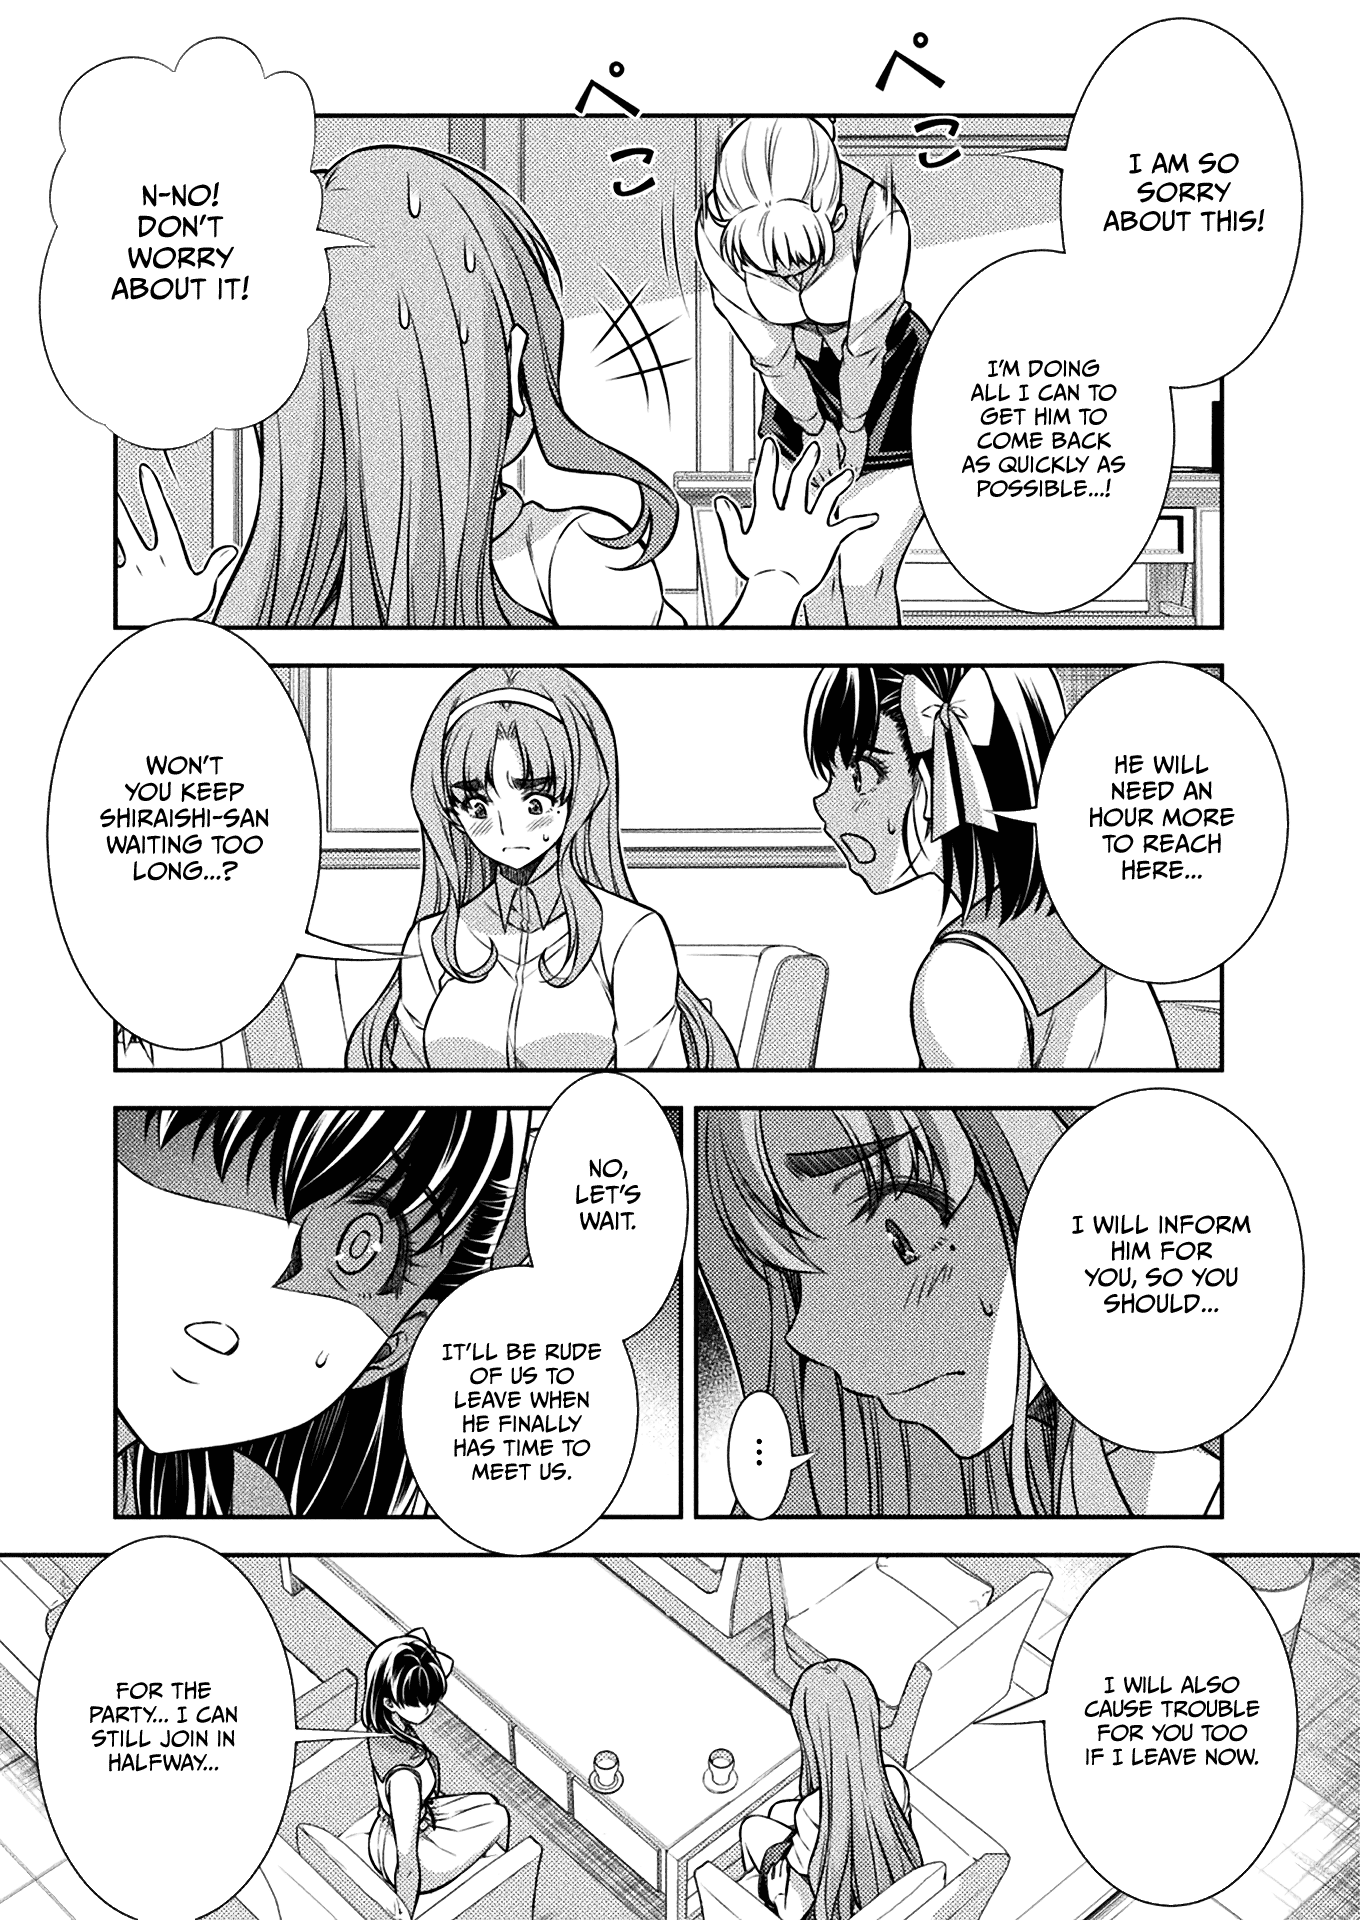 I AM SO
SORRY
ABOUT THIS!
I'M DOING
ALL I CAN TO
GET HIM TO
COME BACK
AS QUICKLY AS
POSSIBLE...!
ペこ
ペこ
N-NO!
DON'T
WORRY
ABOUT IT!
HE WILL
NEED AN
HOUR MORE
TO REACH
HERE...
WON'T
YOU KEEP
SHIRAISHI-SAN
WAITING TOO
LONG...?
I WILL INFORM
HIM FOR
YOU, SO YOU
SHOULD...
...
NO,
LET'S
WAIT.
IT'LL BE RUDE
OF US TO
LEAVE WHEN
HE FINALLY
HAS TIME TO
MEET US.
I WILL ALSO
CAUSE TROUBLE
FOR YOU TOO
IF I LEAVE NOW.
FOR THE
PARTY... I CAN
STILL JOIN IN
HALFWAY...